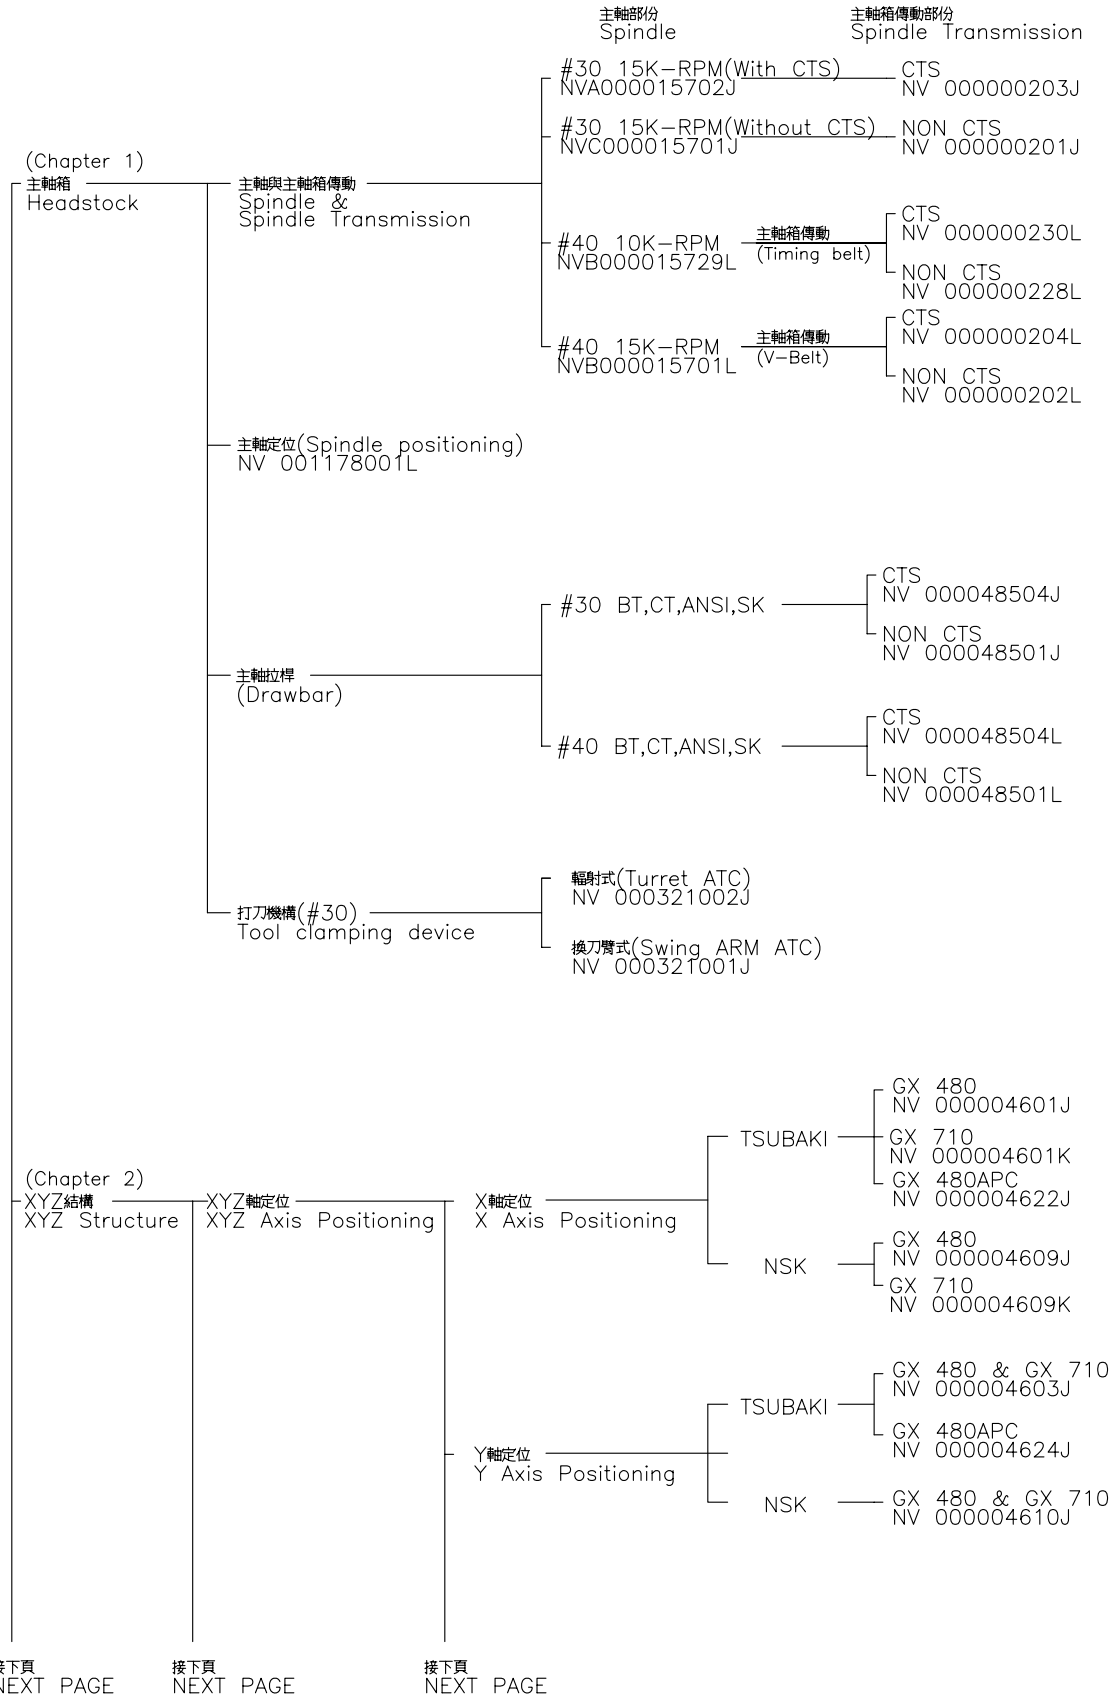 主軸部份
Spindle
主軸箱傳動部份
Spindle Transmission
#30 15K-RPM(With CTS)
NVA000015702J
CTS
NV 000000203J
#30 15K-RPM(Without CTS)
NVC000015701J
NON CTS
NV 000000201J
(Chapter 1)
主軸箱
Headstock
主軸與主軸箱傳動
Spindle &
Spindle Transmission
#40 10K-RPM
NVB000015729L
主軸箱傳動
(Timing belt)
CTS
NV 000000230L
NON CTS
NV 000000228L
#40 15K-RPM
NVB000015701L
主軸箱傳動
(V-Belt)
CTS
NV 000000204L
NON CTS
NV 000000202L
主軸定位(Spindle positioning)
NV 001178001L
主軸拉桿
(Drawbar)
#30 BT,CT,ANSI,SK
CTS
NV 000048504J
NON CTS
NV 000048501J
#40 BT,CT,ANSI,SK
CTS
NV 000048504L
NON CTS
NV 000048501L
打刀機構(#30)
Tool clamping device
輻射式(Turret ATC)
NV 000321002J
換刀臂式(Swing ARM ATC)
NV 000321001J
(Chapter 2)
XYZ結構
XYZ Structure
XYZ軸定位
XYZ Axis Positioning
X軸定位
X Axis Positioning
TSUBAKI
GX 480
NV 000004601J
GX 710
NV 000004601K
GX 480APC
NV 000004622J
NSK
GX 480
NV 000004609J
GX 710
NV 000004609K
Y軸定位
Y Axis Positioning
TSUBAKI
GX 480 & GX 710
NV 000004603J
GX 480APC
NV 000004624J
NSK
GX 480 & GX 710
NV 000004610J
接下頁
NEXT PAGE
接下頁
NEXT PAGE
接下頁
NEXT PAGE